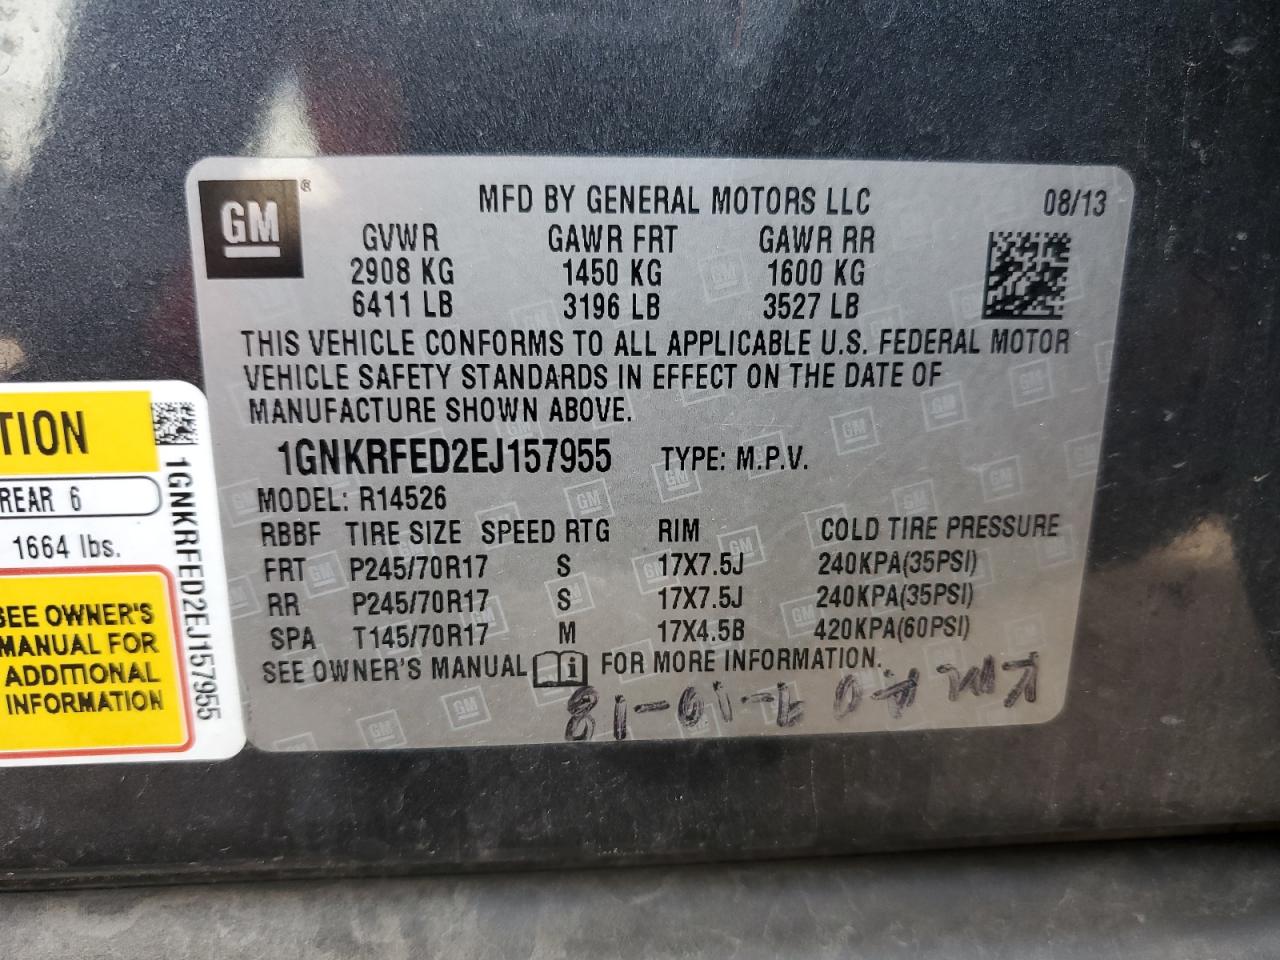 GM ®
MFD BY GENERAL MOTORS LLC 08/13
GVWR GAWR FRT GAWR RR
2908 KG 1450 KG 1600 KG
6411 LB 3196 LB 3527 LB
THIS VEHICLE CONFORMS TO ALL APPLICABLE U.S. FEDERAL MOTOR
VEHICLE SAFETY STANDARDS IN EFFECT ON THE DATE OF
MANUFACTURE SHOWN ABOVE.
1GNKRFED2EJ157955 TYPE: M.P.V.
MODEL: R14526
RBBF TIRE SIZE SPEED RTG RIM COLD TIRE PRESSURE
FRT P245/70R17 S 17X7.5J 240KPA(35PSI)
RR P245/70R17 S 17X7.5J 240KPA(35PSI)
SPA T145/70R17 M 17X4.5B 420KPA(60PSI)
SEE OWNER'S MANUAL FOR MORE INFORMATION.
TION
REAR 6
1664 lbs.
SEE OWNER'S
MANUAL FOR
ADDITIONAL
INFORMATION
1GNKRFED2EJ157955